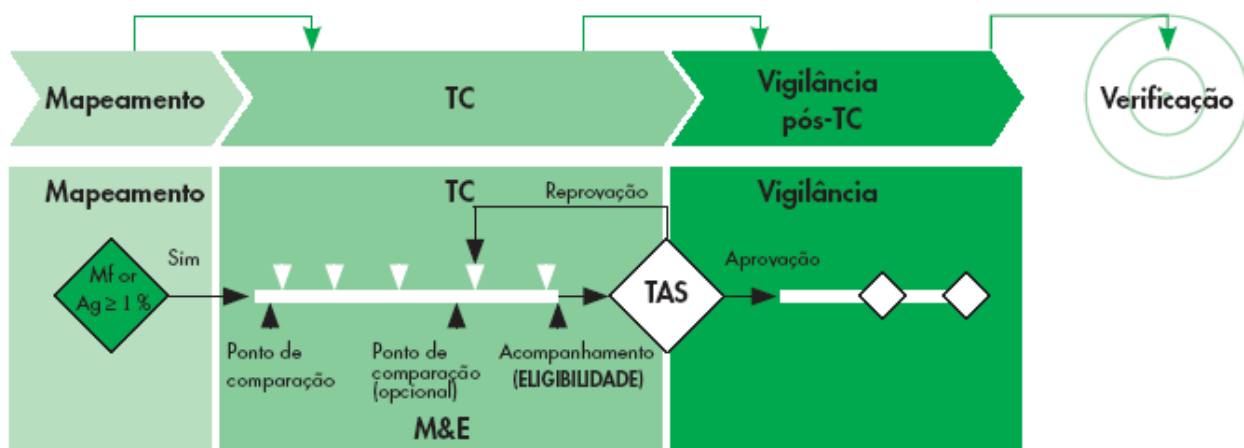 Mapeamento
TC
Vigilância
pós-TC
Verificação
Mapeamento
TC
Reprovação
Vigilância
Mf or
Ag ≥ 1 %
Sim
TAS
Aprovação
Ponto de
comparação
Ponto de
comparação
(opcional)
Acompanhamento
(ELIGIBILIDADE)
M&E